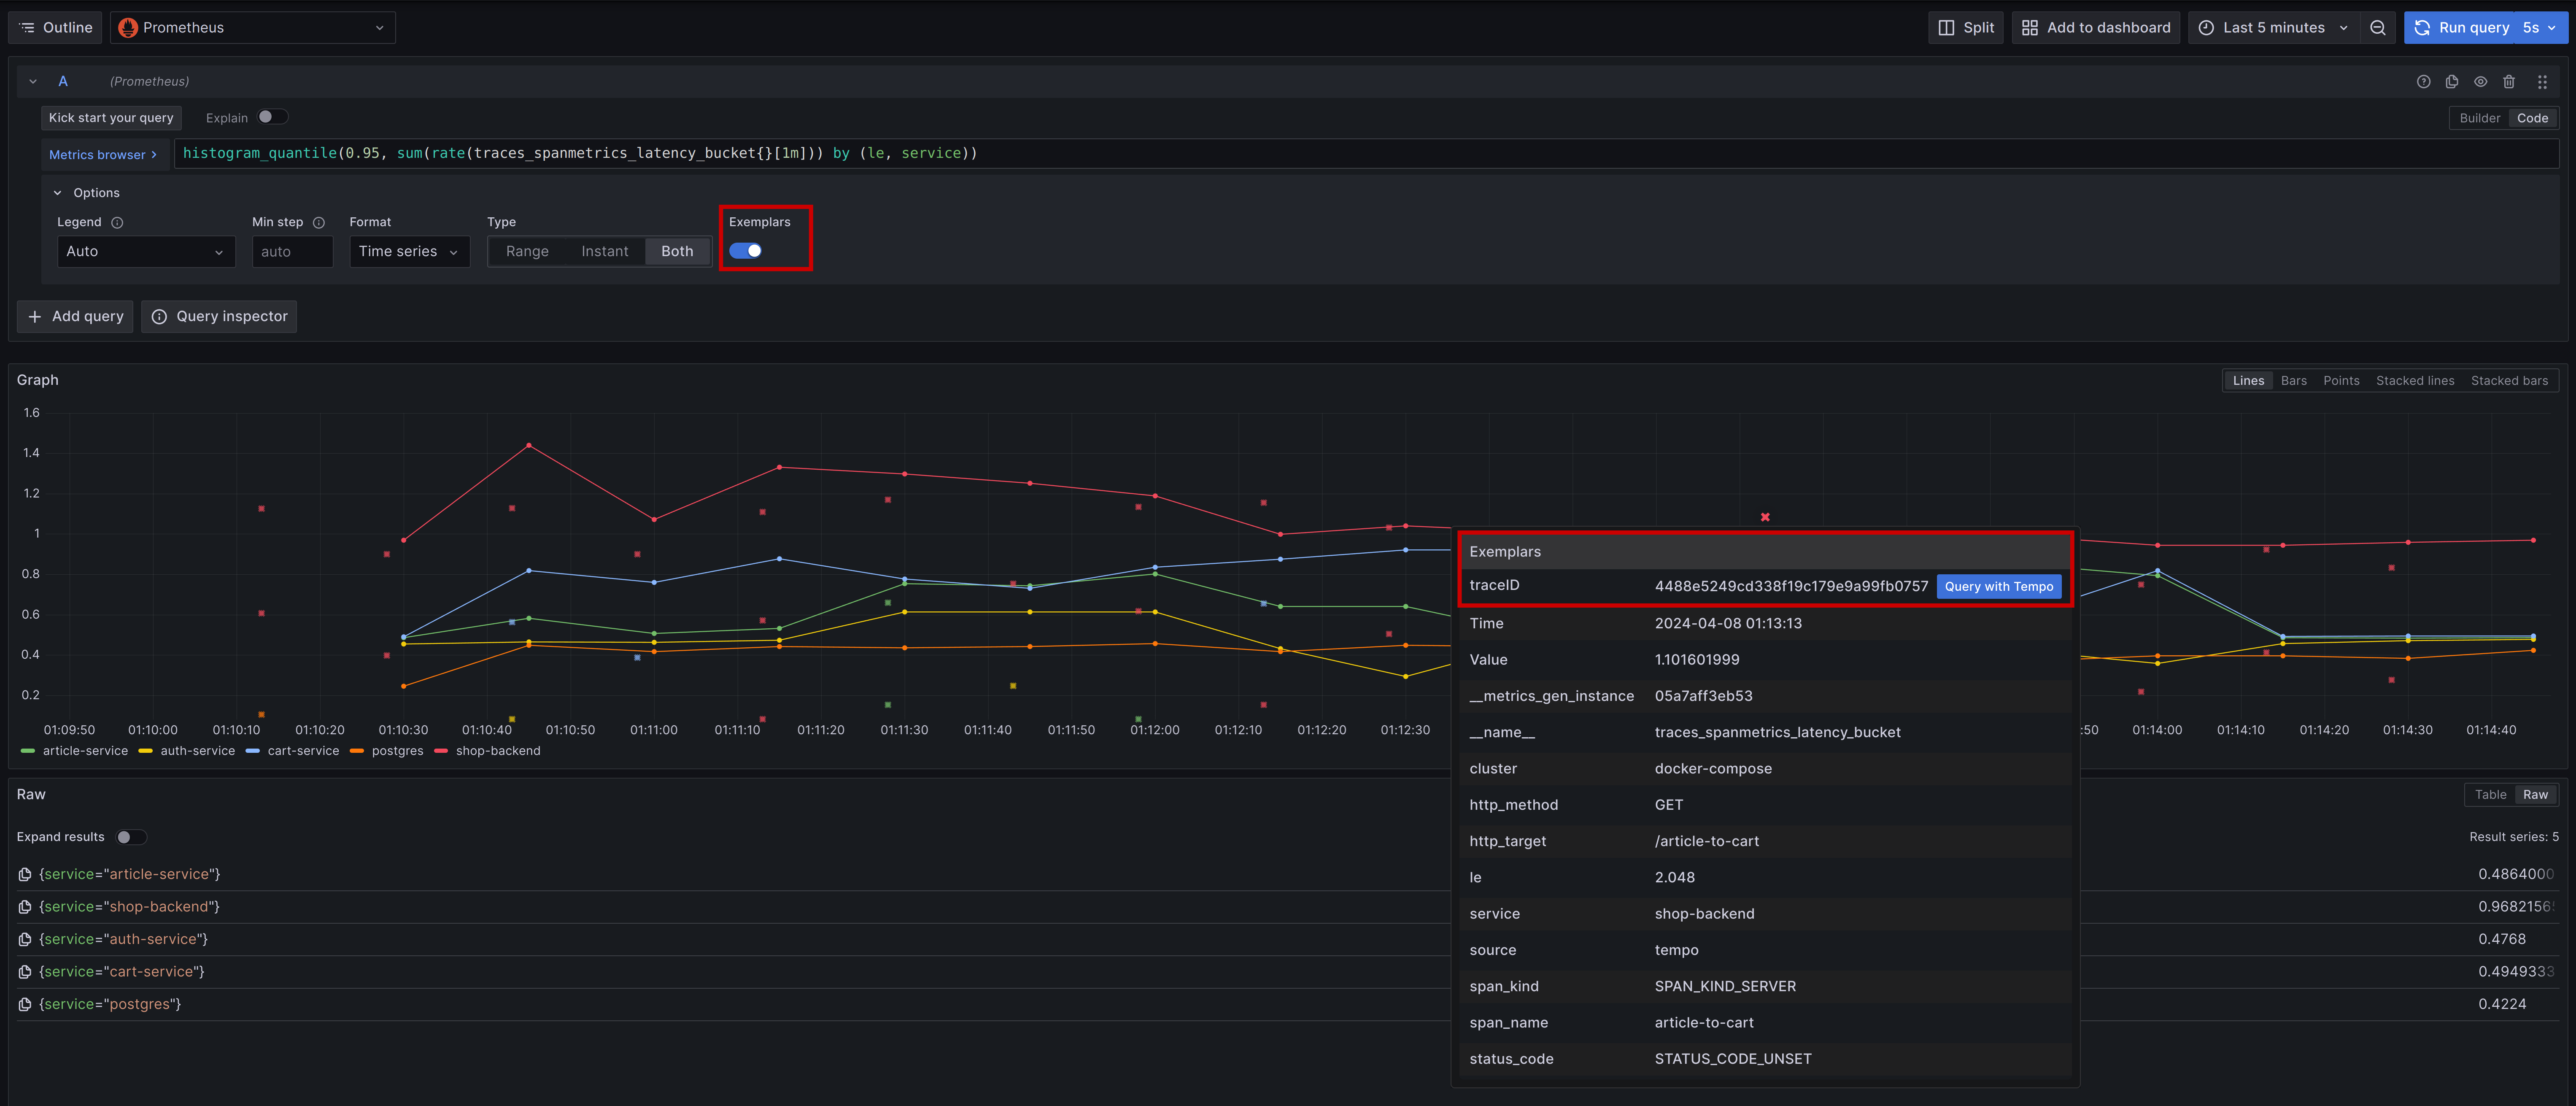 Outline Prometheus Split Add to dashboard Last 5 minutes Run query 5s
A (Prometheus)
Kick start your query Explain Builder Code
Metrics browser > histogram_quantile(0.95, sum(rate(traces_spanmetrics_latency_bucket{}[1m])) by (le, service))
Options
Legend Min step Format Type Exemplars
Auto auto Time series Range Instant Both
+ Add query Query inspector
Graph Lines Bars Points Stacked lines Stacked bars
1.6
1.4
1.2
1
0.8
0.6
0.4
0.2
01:09:50 01:10:00 01:10:10 01:10:20 01:10:30 01:10:40 01:10:50 01:11:00 01:11:10 01:11:20 01:11:30 01:11:40 01:11:50 01:12:00 01:12:10 01:12:20 01:12:30 :50 01:14:00 01:14:10 01:14:20 01:14:30 01:14:40
article-service auth-service cart-service postgres shop-backend
Exemplars
traceID 4488e5249cd338f19c179e9a99fb0757 Query with Tempo
Time 2024-04-08 01:13:13
Value 1.101601999
__metrics_gen_instance 05a7aff3eb53
__name__ traces_spanmetrics_latency_bucket
cluster docker-compose
http_method GET
http_target /article-to-cart
le 2.048
service shop-backend
source tempo
span_kind SPAN_KIND_SERVER
span_name article-to-cart
status_code STATUS_CODE_UNSET
Raw Table Raw
Expand results Result series: 5
{service="article-service"} 0.4864000
{service="shop-backend"} 0.9682156
{service="auth-service"} 0.4768
{service="cart-service"} 0.4949333
{service="postgres"} 0.4224